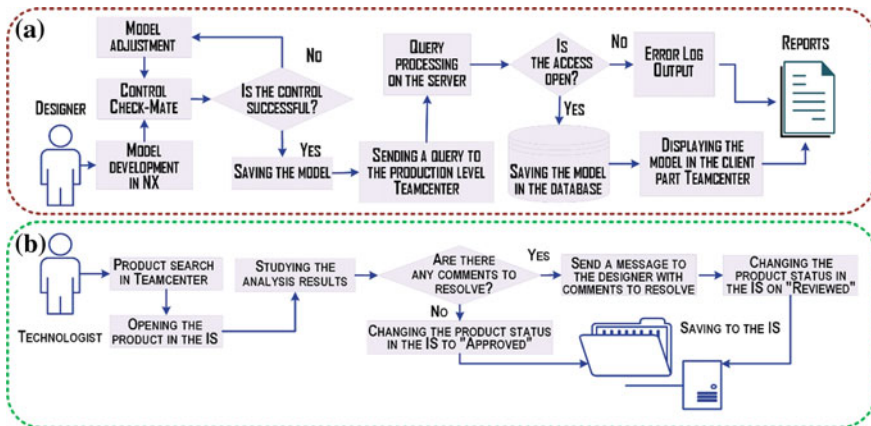 (a)
MODEL
ADJUSTMENT
NO
QUERY
PROCESSING
ON THE SERVER
IS
THE ACCESS
OPEN?
NO
ERROR LOG
OUTPUT
REPORTS
DESIGNER
CONTROL
CHECK-MATE
IS THE CONTROL
SUCCESSFUL?
YES
YES
MODEL
DEVELOPMENT
IN NX
SAVING THE MODEL
SENDING A QUERY TO
THE PRODUCTION LEVEL
TEAMCENTER
SAVING THE MODEL
IN THE DATABASE
DISPLAYING THE
MODEL IN THE CLIENT
PART TEAMCENTER
(b)
PRODUCT SEARCH
IN TEAMCENTER
STUDYING THE
ANALYSIS RESULTS
ARE THERE
ANY COMMENTS TO
RESOLVE?
YES
SEND A MESSAGE TO
THE DESIGNER WITH
COMMENTS TO RESOLVE
CHANGING THE
PRODUCT STATUS IN
THE IS ON "REVIEWED"
TECHNOLOGIST
OPENING THE
PRODUCT IN THE IS
NO
CHANGING THE PRODUCT STATUS
IN THE IS TO "APPROVED"
SAVING TO THE IS